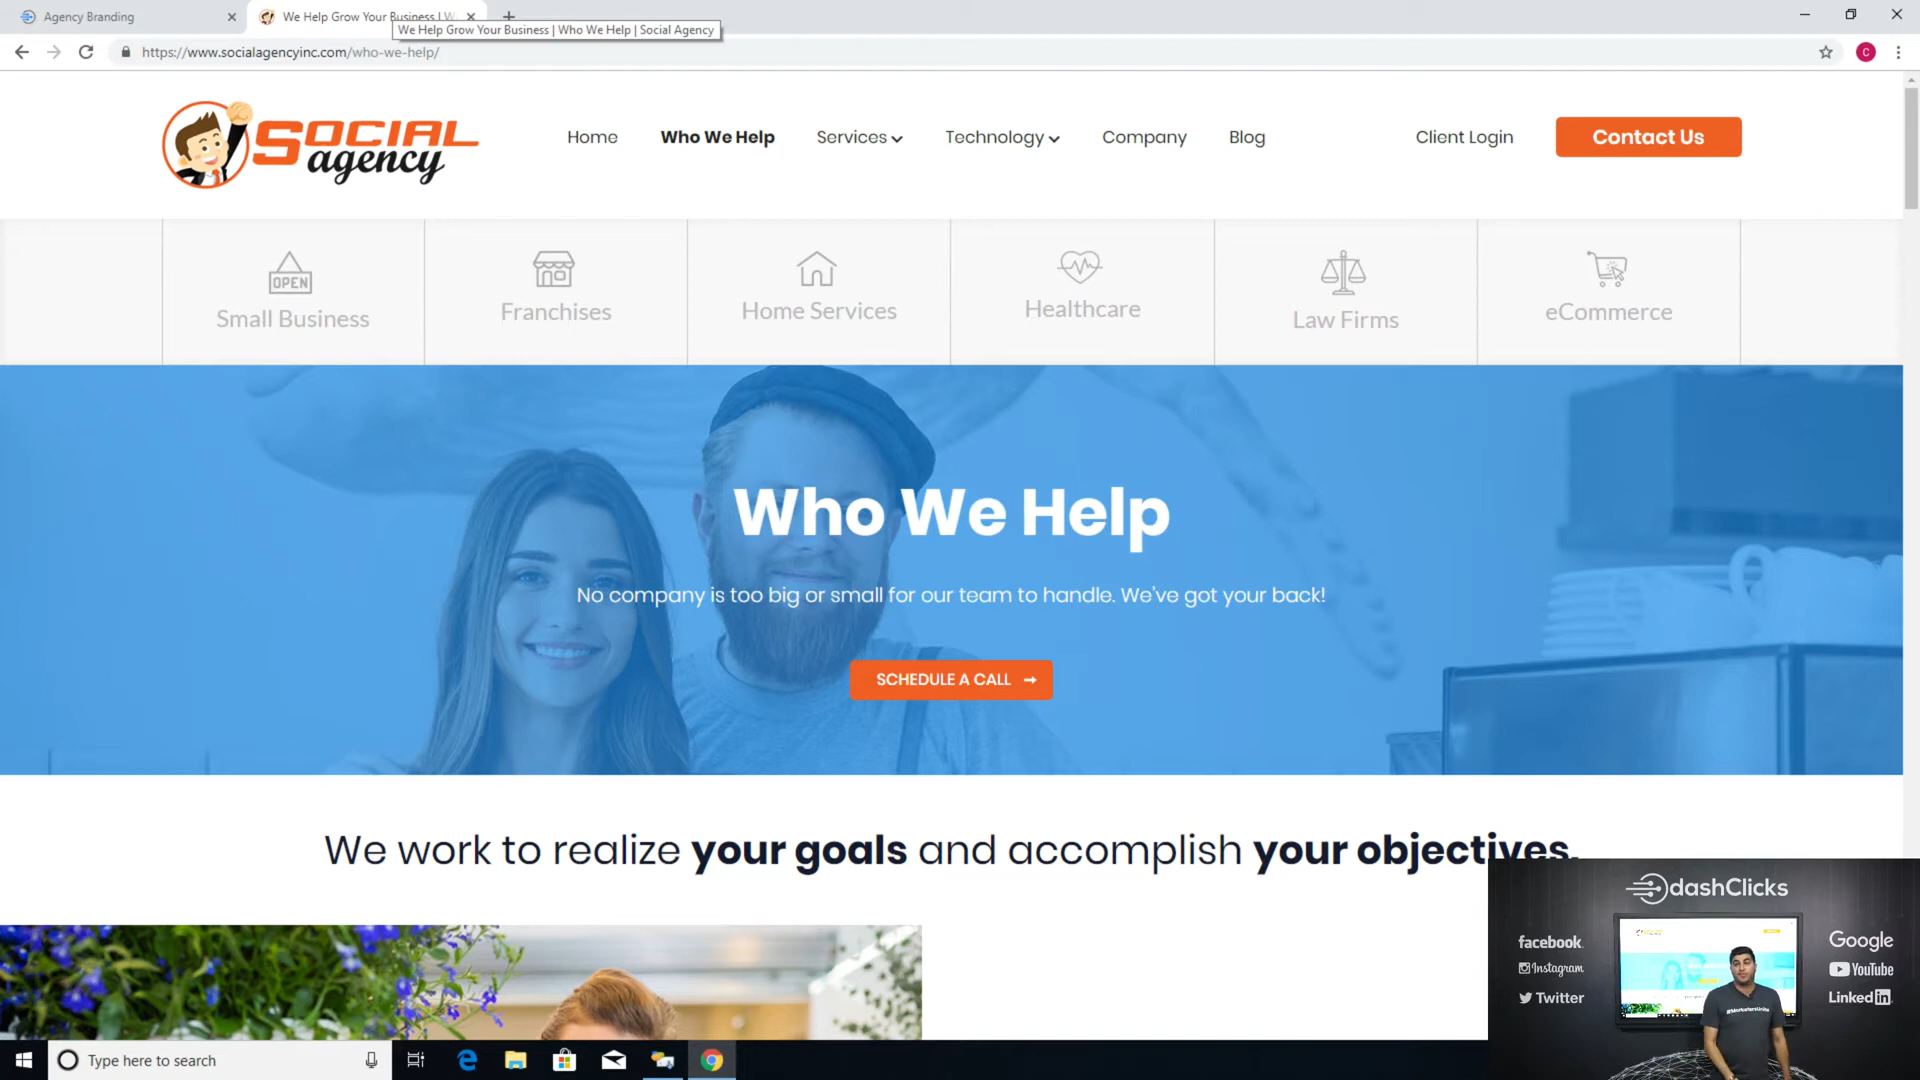 Agency Branding
We Help Grow Your Business | W
We Help Grow Your Business | Who We Help | Social Agency
https://www.socialagencyinc.com/who-we-help/
C
SOCIAL
agency
Home
Who We Help
Services
Technology
Company
Blog
Client Login
Contact Us
OPEN
Small Business
Franchises
Home Services
Healthcare
Law Firms
eCommerce
Who We Help
No company is too big or small for our team to handle. We've got your back!
SCHEDULE A CALL
We work to realize your goals and accomplish your objectives.
dashClicks
facebook
Instagram
Twitter
Google
YouTube
Linked in
#MarketersUnite
Type here to search